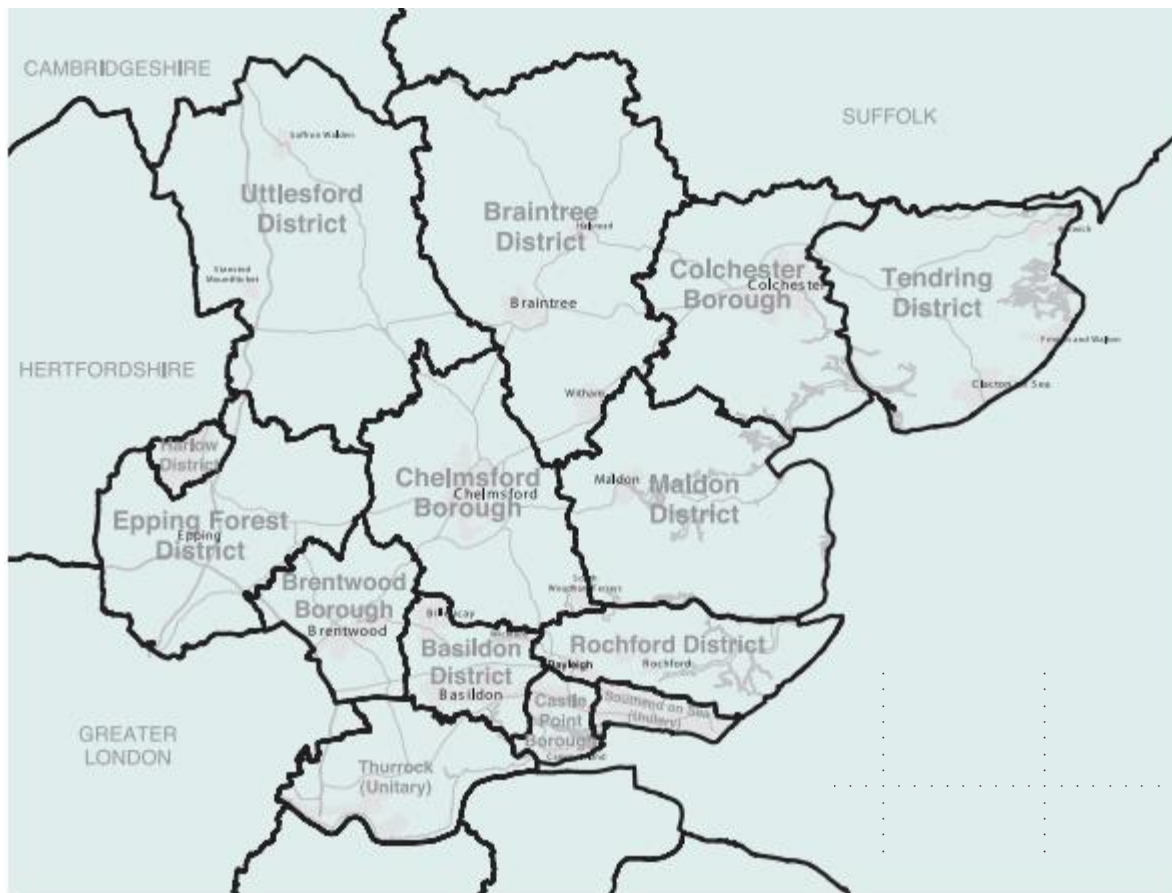 CAMBRIDGESHIRE
SUFFOLK
Saffron Walden
Uttlesford
District
Braintree
District
Halstead
Stansted
Mountfitchet
Colchester
Borough
Colchester
Tendring
District
Harwich
Braintree
Frinton and Walton
HERTFORDSHIRE
Clacton on Sea
Witham
Harlow
District
Chelmsford
Borough
Chelmsford
Maldon
Maldon
District
Epping Forest
District
Epping
Brentwood
Borough
Brentwood
South
Woodham Ferrers
Billericay
Basildon
District
Basildon
Wickford
Rochford District
Rayleigh
Rochford
Castle
Point
Borough
Southend on Sea
(Unitary)
GREATER
LONDON
Thurrock
(Unitary)